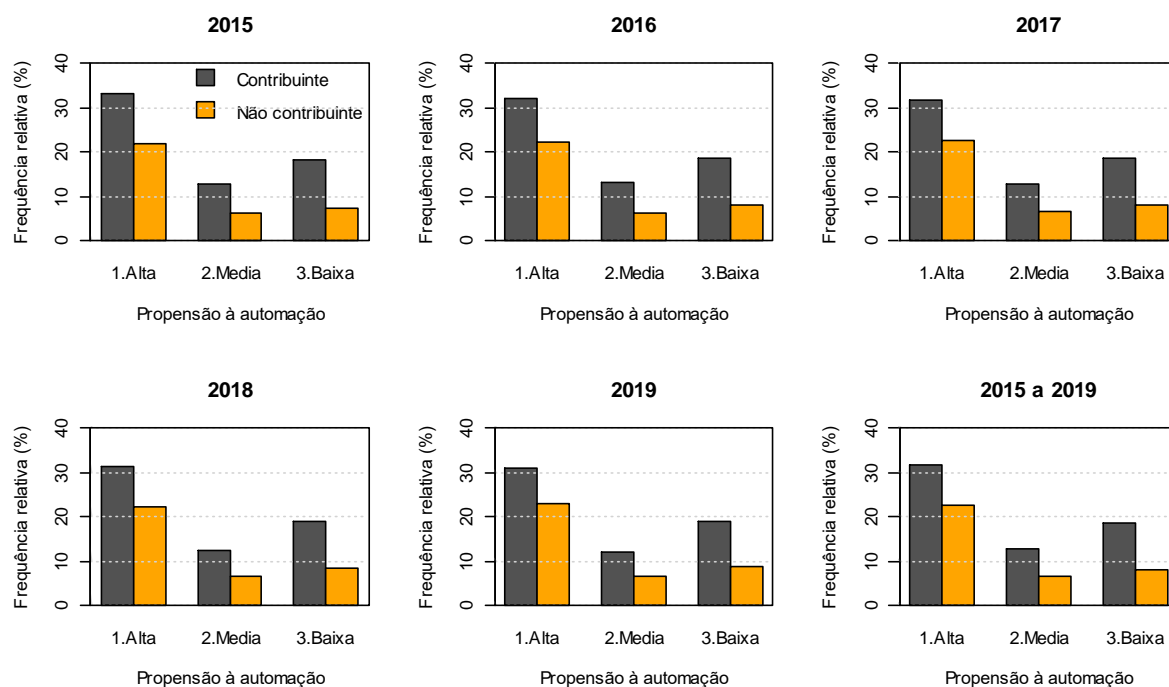 2015
Frequência relativa (%)
40
30
20
10
0
Contribuinte
Não contribuinte
1.Alta 2.Media 3.Baixa
Propensão à automação
2016
Frequência relativa (%)
40
30
20
10
0
1.Alta 2.Media 3.Baixa
Propensão à automação
2017
Frequência relativa (%)
40
30
20
10
0
1.Alta 2.Media 3.Baixa
Propensão à automação
2018
Frequência relativa (%)
40
30
20
10
0
1.Alta 2.Media 3.Baixa
Propensão à automação
2019
Frequência relativa (%)
40
30
20
10
0
1.Alta 2.Media 3.Baixa
Propensão à automação
2015 a 2019
Frequência relativa (%)
40
30
20
10
0
1.Alta 2.Media 3.Baixa
Propensão à automação